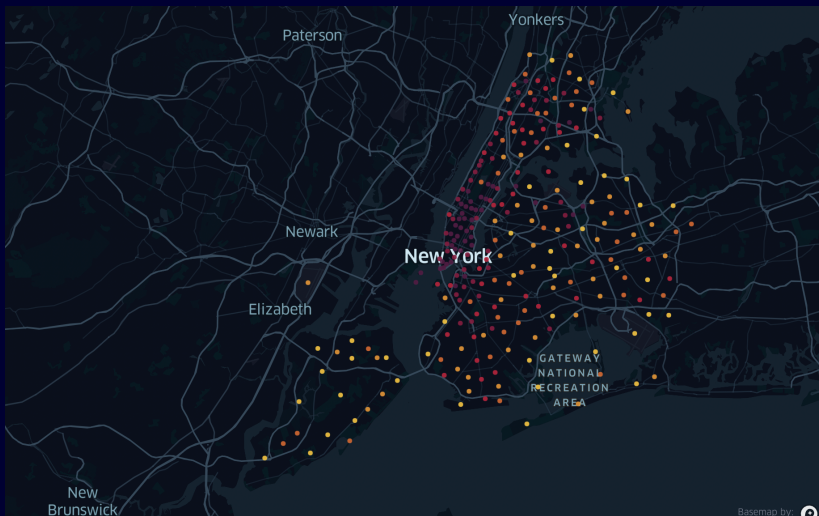 Yonkers
Paterson
Newark
New York
Elizabeth
GATEWAY
NATIONAL
RECREATION
AREA
New
Brunswick
Basemap by: